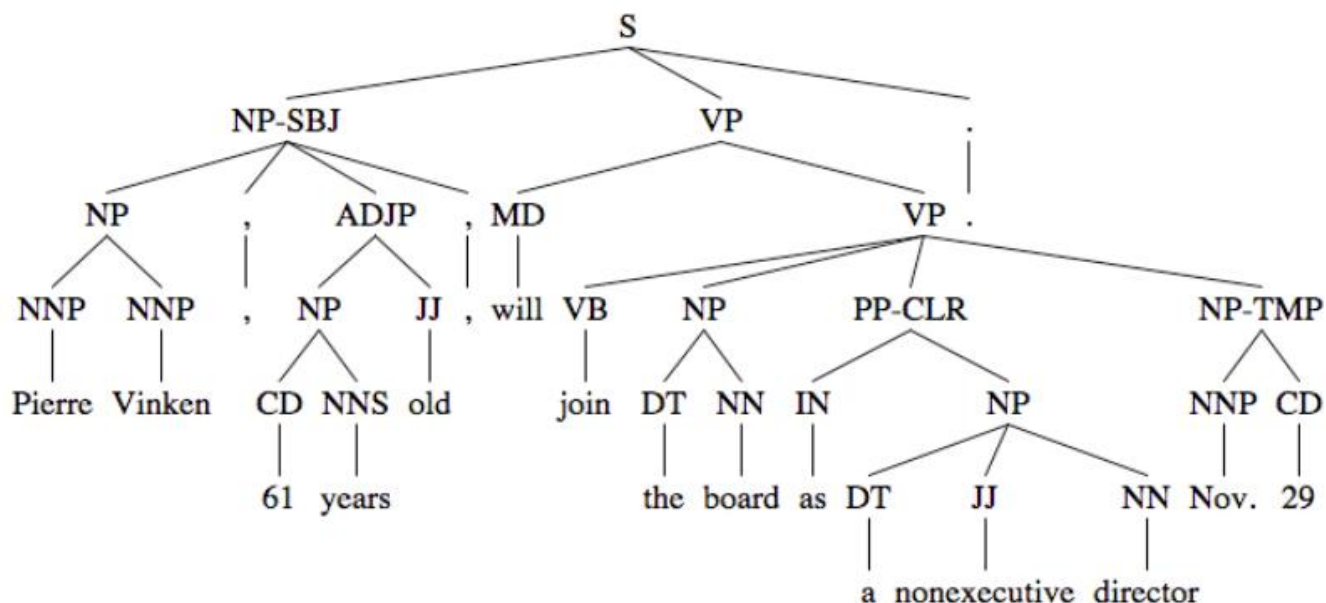 S
NP-SBJ VP .
NP , ADJP , MD VP .
NNP NNP , NP JJ , will VB NP PP-CLR NP-TMP
Pierre Vinken CD NNS old join DT NN IN NP NNP CD
61 years the board as DT JJ NN Nov. 29
a nonexecutive director